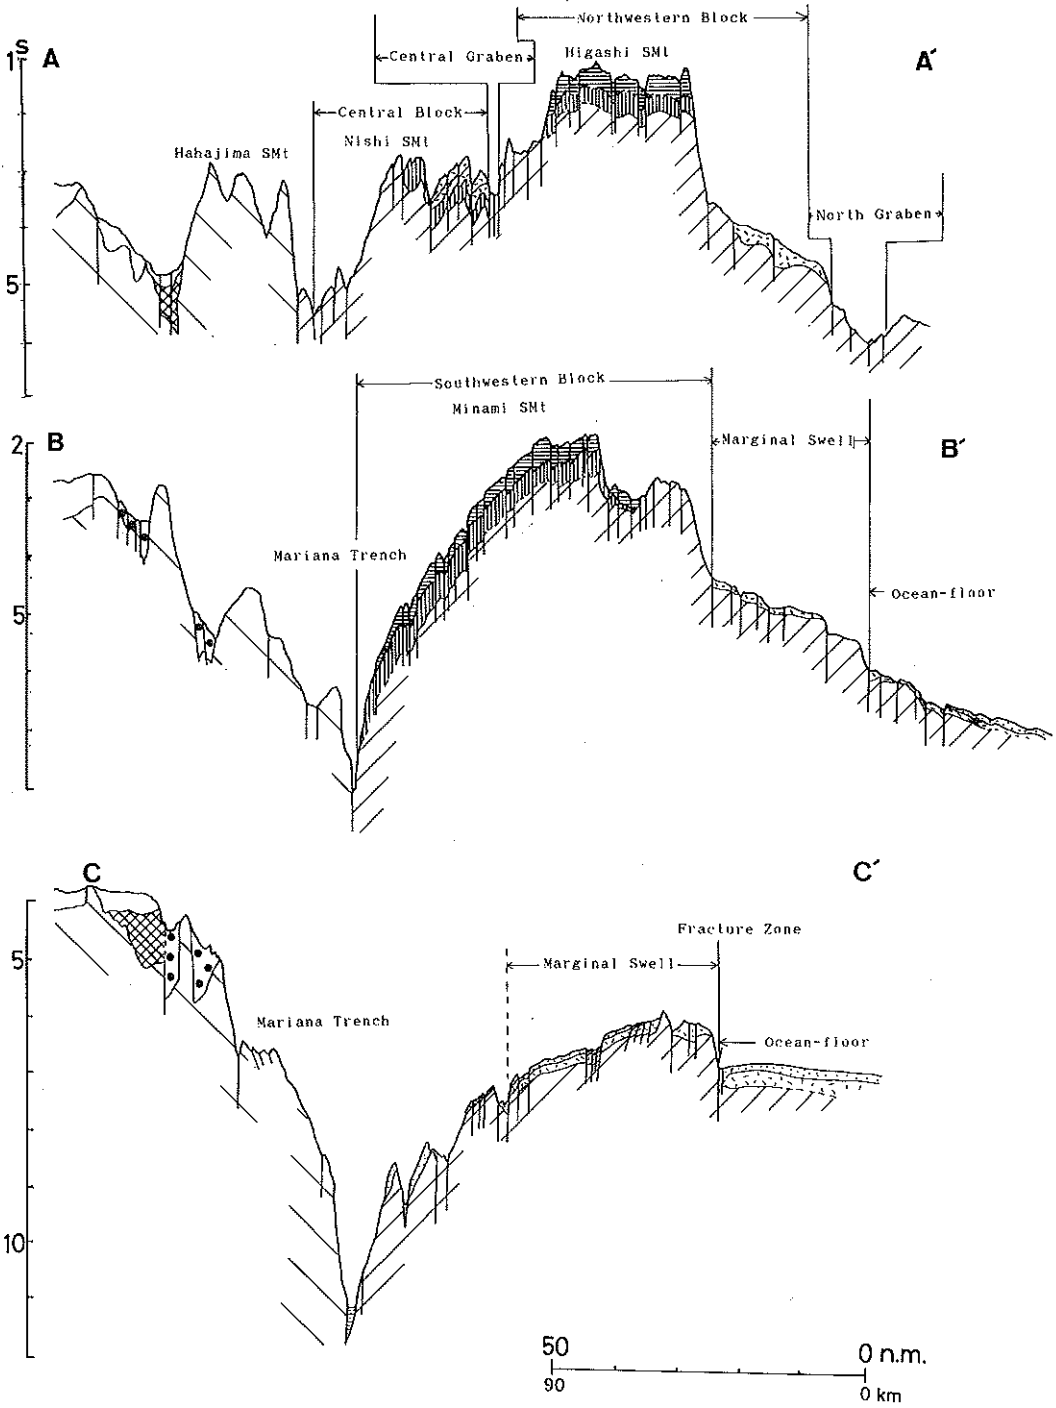 Northwestern Block
S
1
A
Central Graben
Higashi SMt
A´
Central Block
Nishi SMt
Hahajima SMt
North Graben
5
Southwestern Block
Minami SMt
2
B
Marginal Swell
B´
Mariana Trench
Ocean-floor
5
C
C´
Fracture Zone
5
Marginal Swell
Mariana Trench
Ocean-floor
10
50
0 n.m.
90
0 km